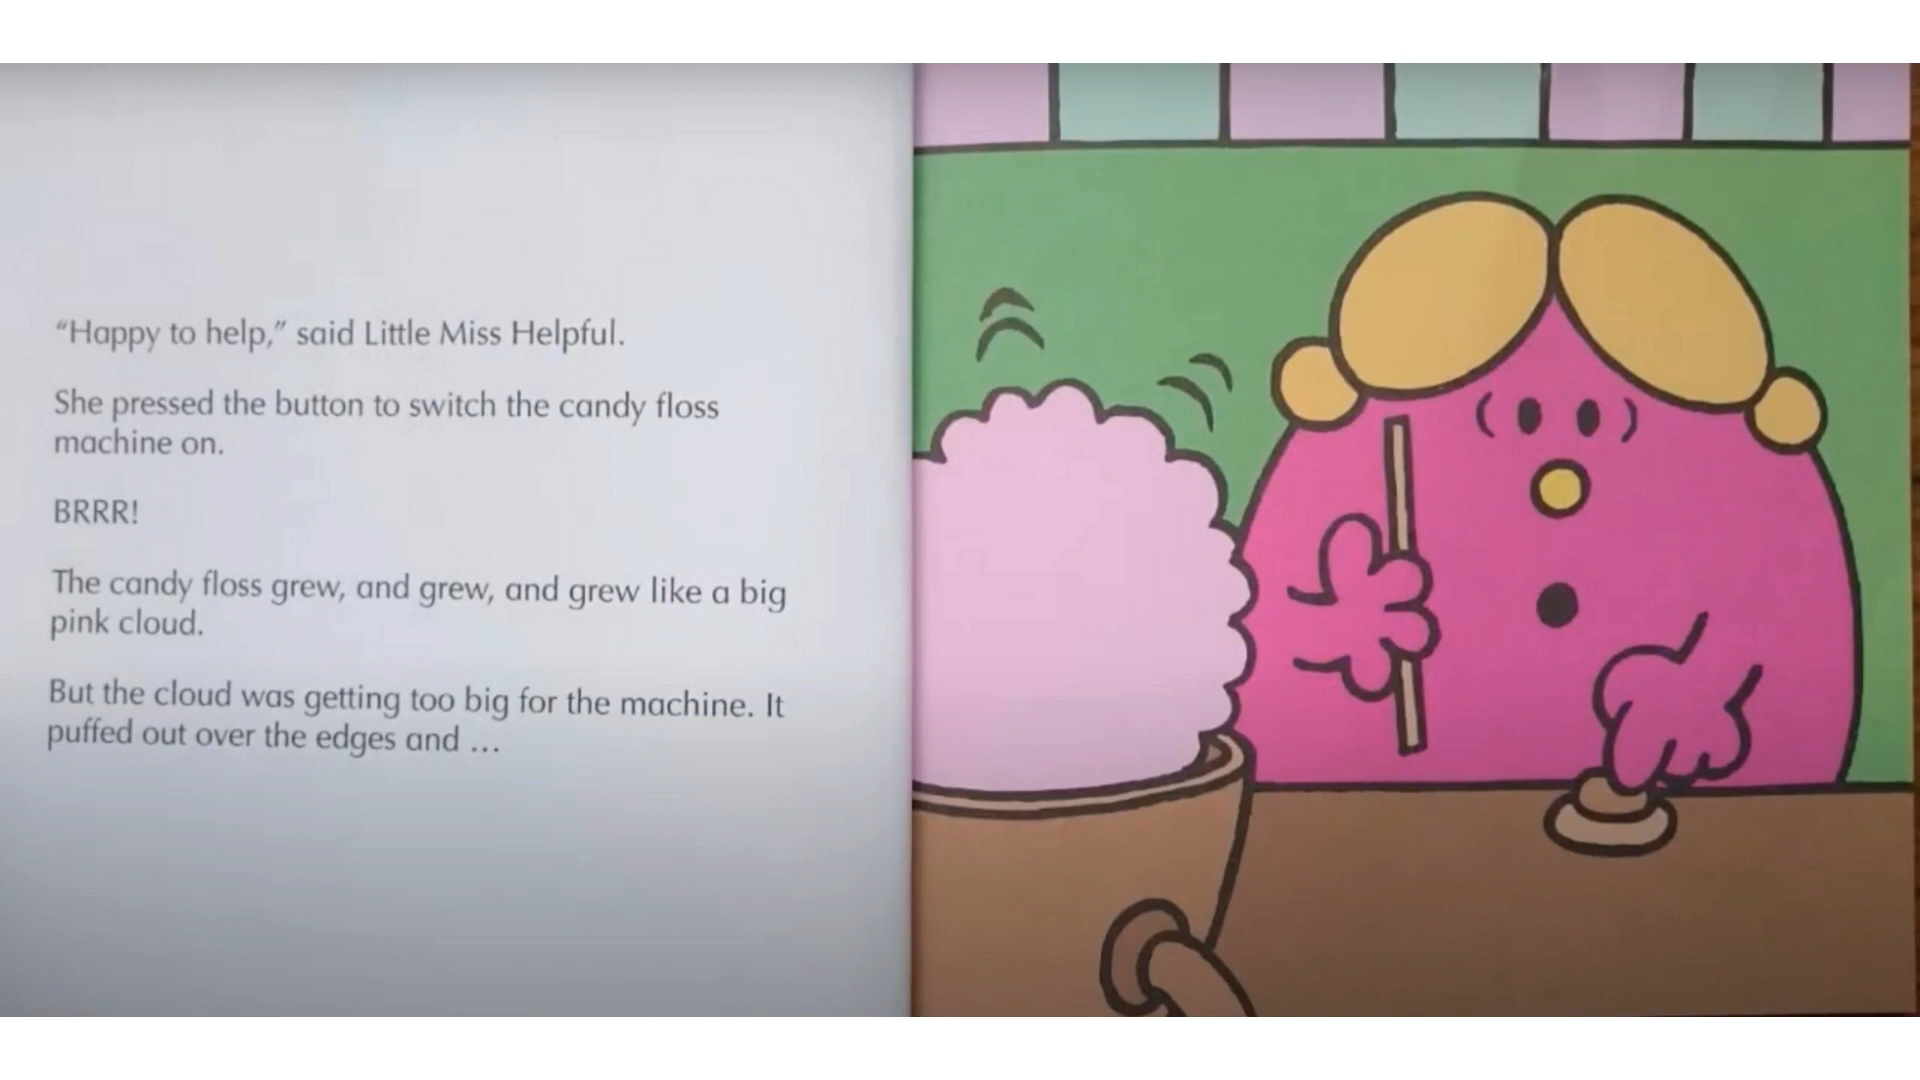 “Happy to help,” said Little Miss Helpful.
She pressed the button to switch the candy floss
machine on.
BRRR!
The candy floss grew, and grew, and grew like a big
pink cloud.
But the cloud was getting too big for the machine. It
puffed out over the edges and ...